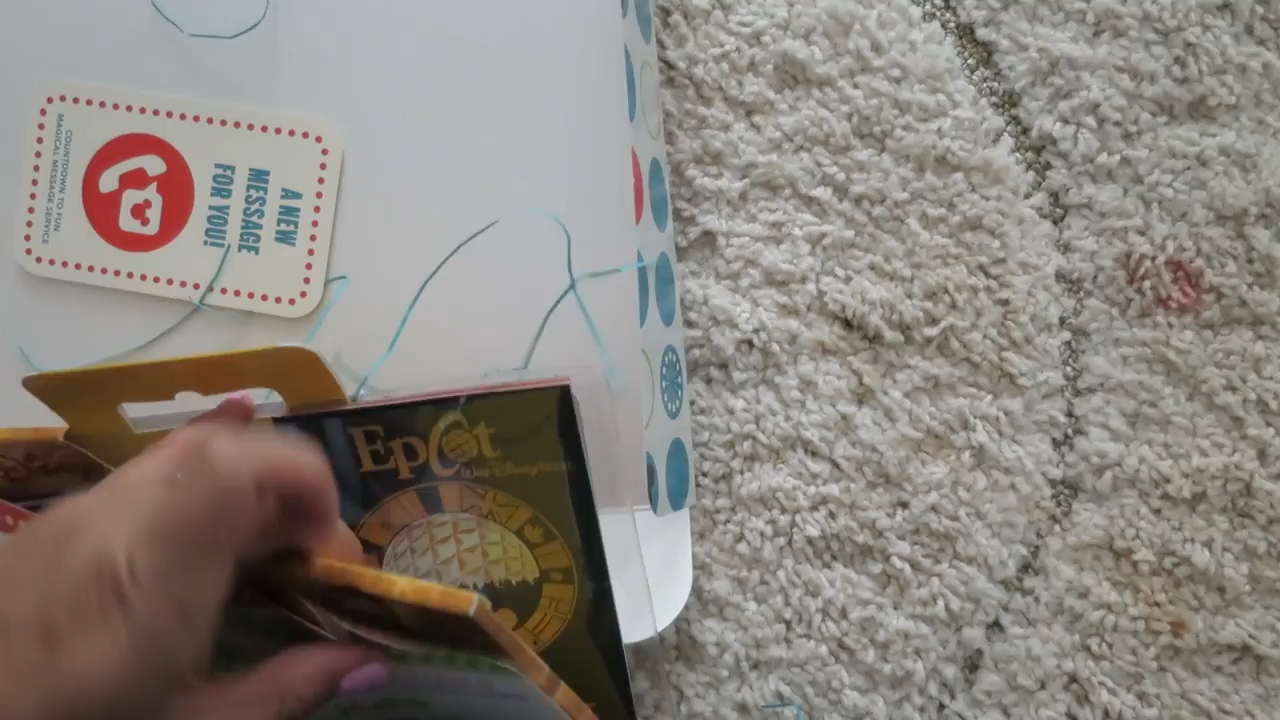 A NEW
MESSAGE
FOR YOU!
COUNTDOWN TO FUN
MAGICAL MESSAGE SERVICE
Epcot